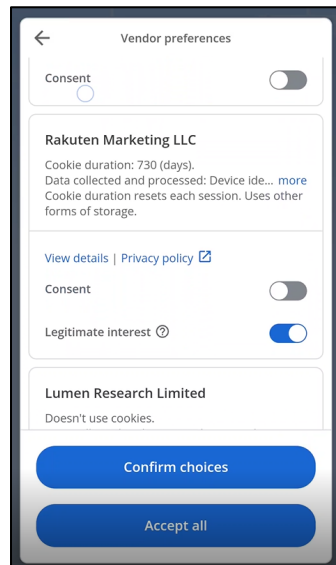 Vendor preferences
Consent
Rakuten Marketing LLC
Cookie duration: 730 (days).
Data collected and processed: Device ide... more
Cookie duration resets each session. Uses other
forms of storage.
View details | Privacy policy
Consent
Legitimate interest
Lumen Research Limited
Doesn't use cookies.
Confirm choices
Accept all